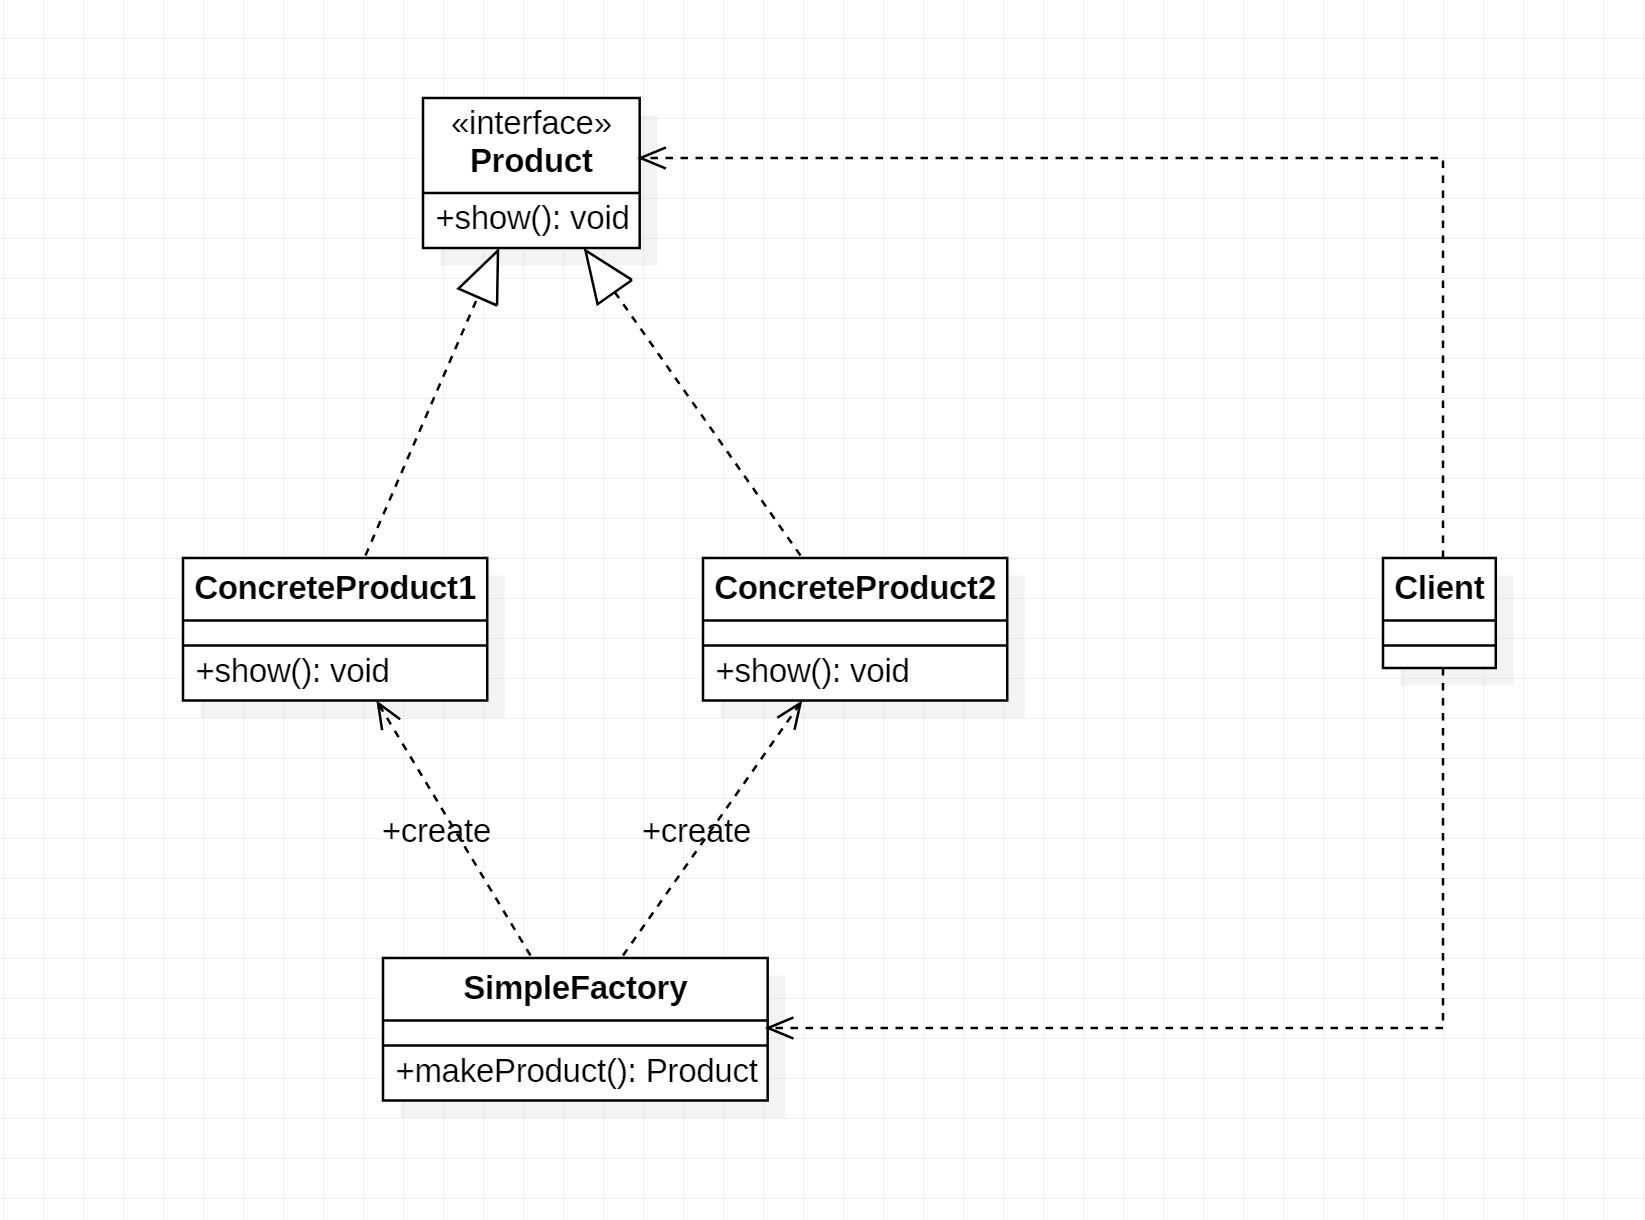 «interface»
Product
+show(): void
ConcreteProduct1
+show(): void
ConcreteProduct2
+show(): void
Client
+create
+create
SimpleFactory
+makeProduct(): Product